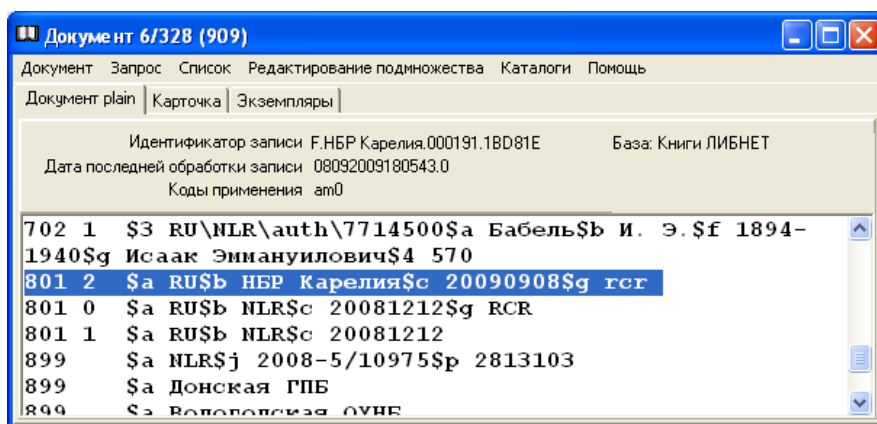 Документ 6/328 (909)
Документ Запрос Список Редактирование подмножества Каталоги Помощь
Документ plain Карточка Экземпляры
Идентификатор записи F.НБР Карелия.000191.1BD81E База: Книги ЛИБНЕТ
Дата последней обработки записи 08092009180543.0
Коды применения am0
702 1 $3 RU\NLR\auth\7714500$a Бабель$b И. Э.$f 1894-
1940$g Исаак Эммануилович$4 570
801 2 $a RU$b НБР Карелия$c 20090908$g rcr
801 0 $a RU$b NLR$c 20081212$g RCR
801 1 $a RU$b NLR$c 20081212
899 $a NLR$j 2008-5/10975$p 2813103
899 $a Донская ГПБ
899 $a Вологодская ОУНБ